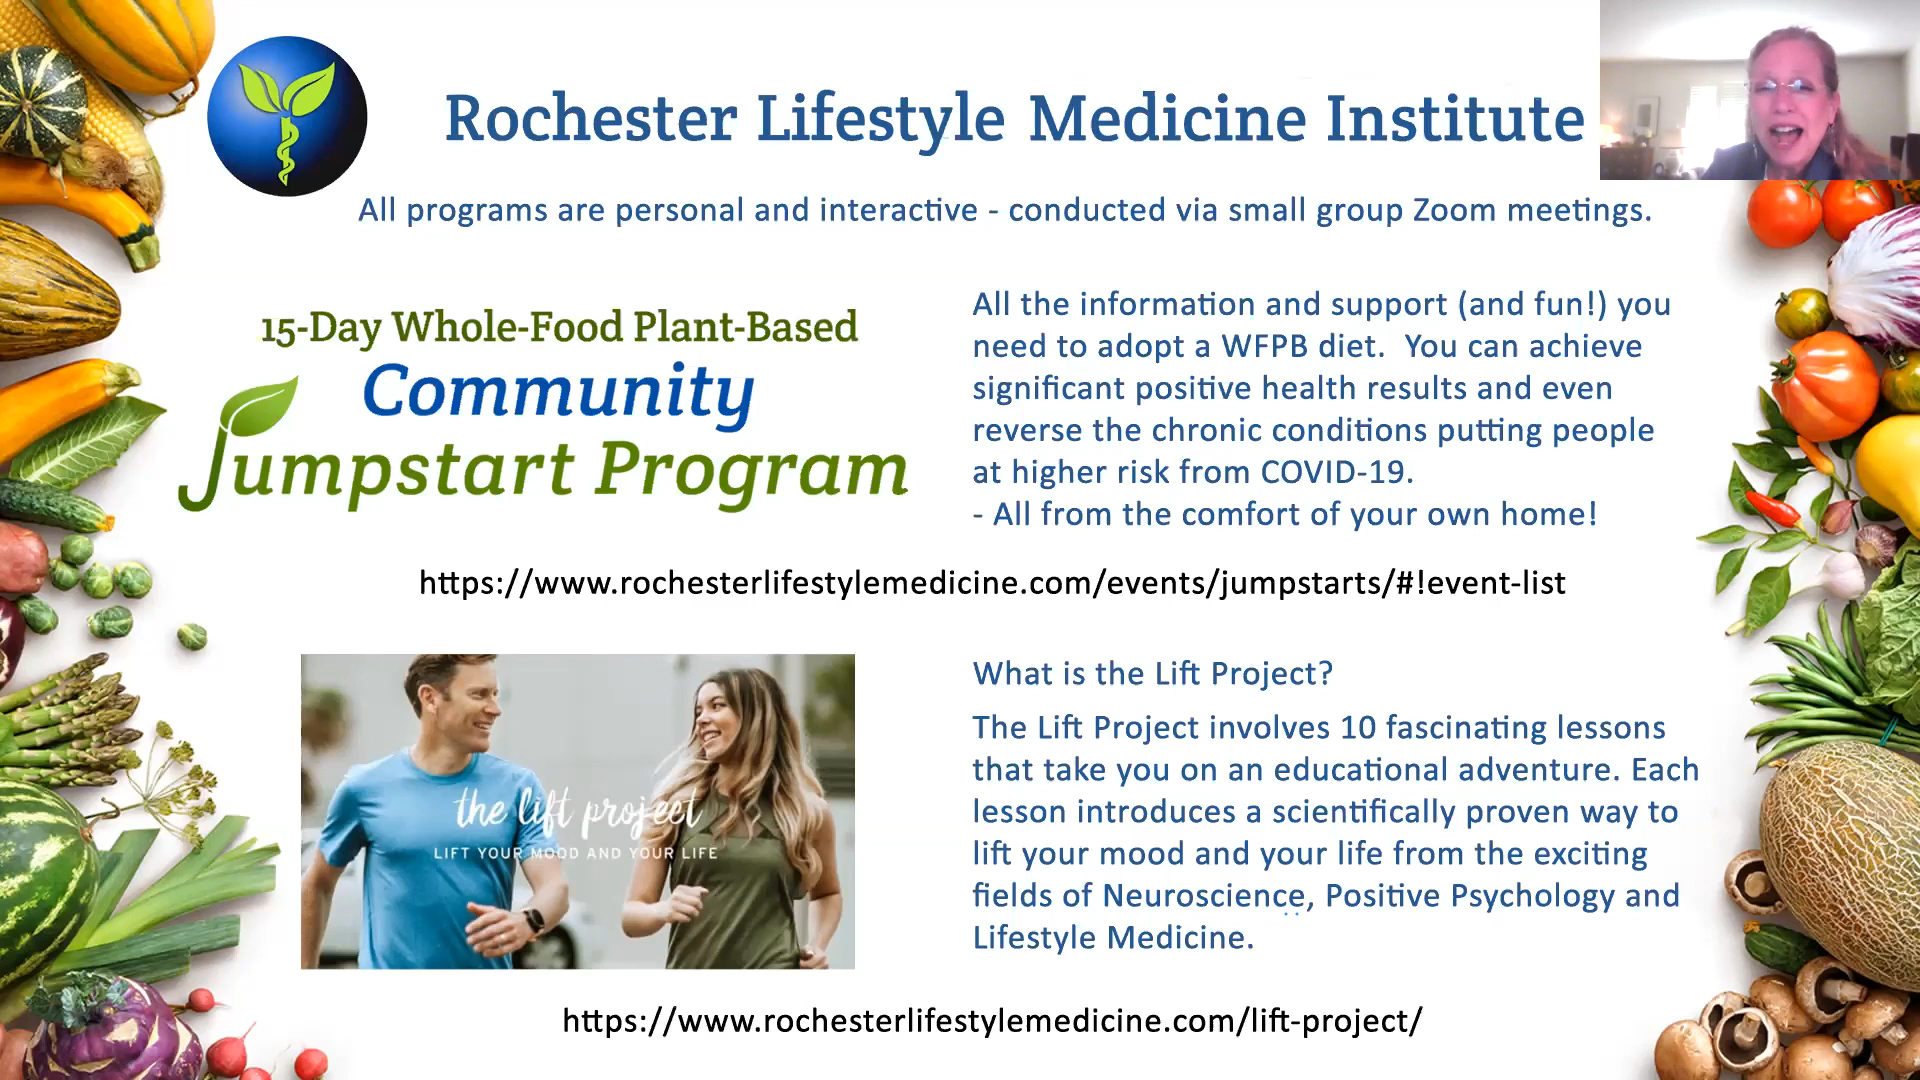 Rochester Lifestyle Medicine Institute
All programs are personal and interactive - conducted via small group Zoom meetings.
15-Day Whole-Food Plant-Based
Community
Jumpstart Program
All the information and support (and fun!) you
need to adopt a WFPB diet.  You can achieve
significant positive health results and even
reverse the chronic conditions putting people
at higher risk from COVID-19.
- All from the comfort of your own home!
https://www.rochesterlifestylemedicine.com/events/jumpstarts/#!event-list
the lift project
LIFT YOUR MOOD AND YOUR LIFE
What is the Lift Project?
The Lift Project involves 10 fascinating lessons
that take you on an educational adventure. Each
lesson introduces a scientifically proven way to
lift your mood and your life from the exciting
fields of Neuroscience, Positive Psychology and
Lifestyle Medicine.
https://www.rochesterlifestylemedicine.com/lift-project/